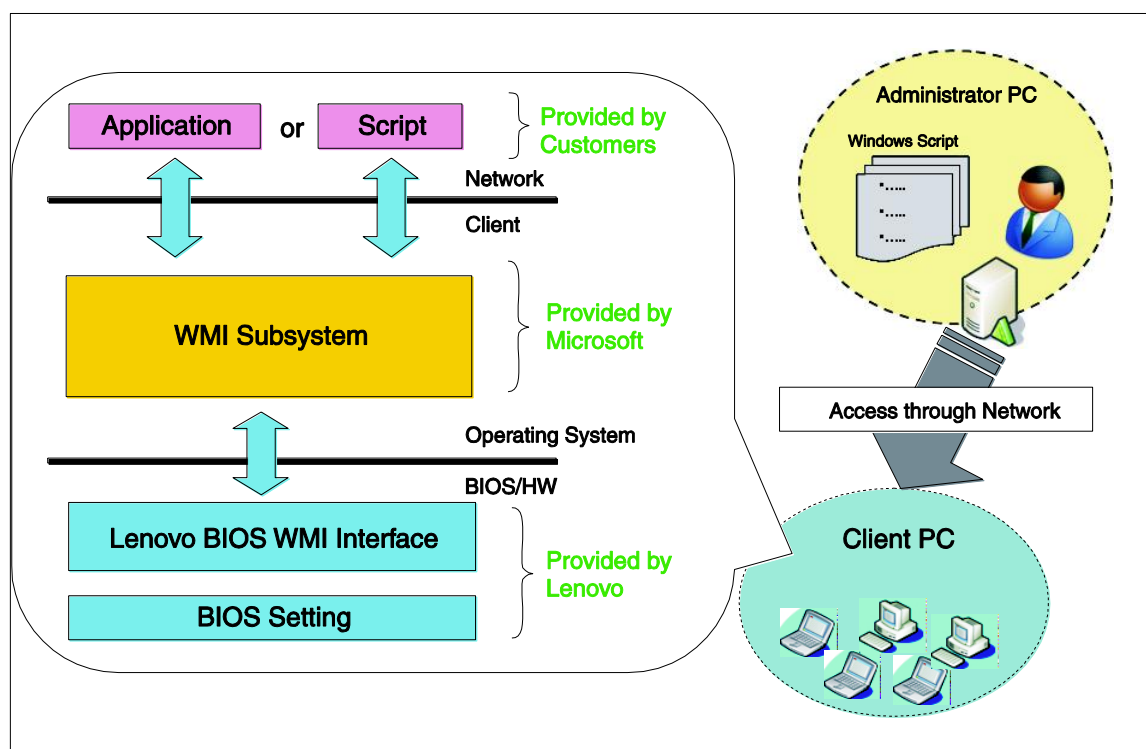 Application
or
Script
Provided by
Customers
Network
Client
WMI Subsystem
Provided by
Microsoft
Operating System
BIOS/HW
Lenovo BIOS WMI Interface
BIOS Setting
Provided by
Lenovo
Administrator PC
Windows Script
•.....
•.....
•.....
Access through Network
Client PC